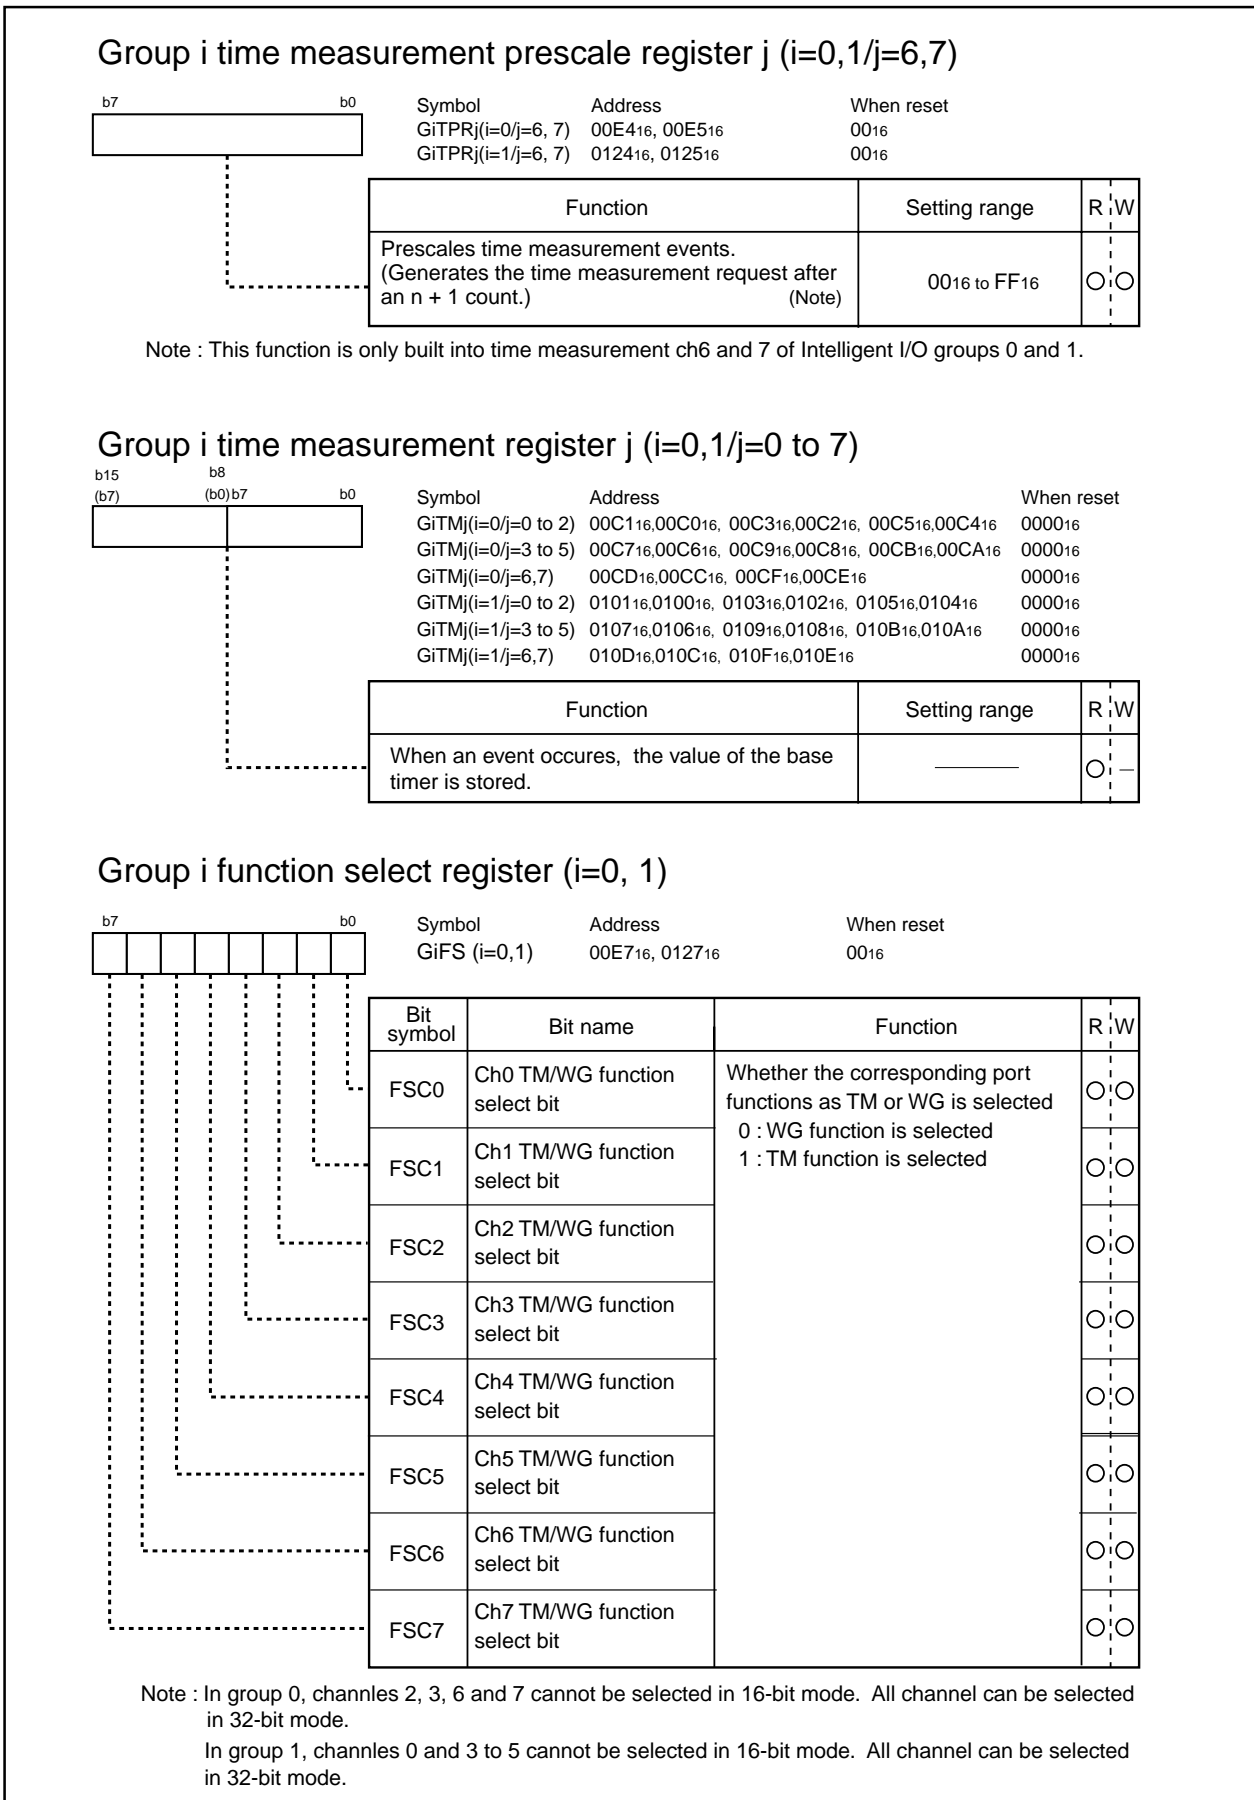 Group i time measurement prescale register j (i=0,1/j=6,7)
b7 b0
Symbol Address When reset
GiTPRj(i=0/j=6, 7) 00E416, 00E516 0016
GiTPRj(i=1/j=6, 7) 012416, 012516 0016
Function Setting range R W
Prescales time measurement events.
(Generates the time measurement request after
an n + 1 count.) (Note)
0016 to FF16
Note : This function is only built into time measurement ch6 and 7 of Intelligent I/O groups 0 and 1.
Group i time measurement register j (i=0,1/j=0 to 7)
b15 b8
(b7) (b0) b7 b0
Symbol Address When reset
GiTMj(i=0/j=0 to 2) 00C116,00C016, 00C316,00C216, 00C516,00C416 000016
GiTMj(i=0/j=3 to 5) 00C716,00C616, 00C916,00C816, 00CB16,00CA16 000016
GiTMj(i=0/j=6,7) 00CD16,00CC16, 00CF16,00CE16 000016
GiTMj(i=1/j=0 to 2) 010116,010016, 010316,010216, 010516,010416 000016
GiTMj(i=1/j=3 to 5) 010716,010616, 010916,010816, 010B16,010A16 000016
GiTMj(i=1/j=6,7) 010D16,010C16, 010F16,010E16 000016
Function Setting range R W
When an event occures, the value of the base
timer is stored.
Group i function select register (i=0, 1)
b7 b0
Symbol Address When reset
GiFS (i=0,1) 00E716, 012716 0016
Bit
symbol Bit name Function R W
FSC0 Ch0 TM/WG function
select bit
Whether the corresponding port
functions as TM or WG is selected
0 : WG function is selected
1 : TM function is selected
FSC1 Ch1 TM/WG function
select bit
FSC2 Ch2 TM/WG function
select bit
FSC3 Ch3 TM/WG function
select bit
FSC4 Ch4 TM/WG function
select bit
FSC5 Ch5 TM/WG function
select bit
FSC6 Ch6 TM/WG function
select bit
FSC7 Ch7 TM/WG function
select bit
Note : In group 0, channles 2, 3, 6 and 7 cannot be selected in 16-bit mode. All channel can be selected
in 32-bit mode.
In group 1, channles 0 and 3 to 5 cannot be selected in 16-bit mode. All channel can be selected
in 32-bit mode.